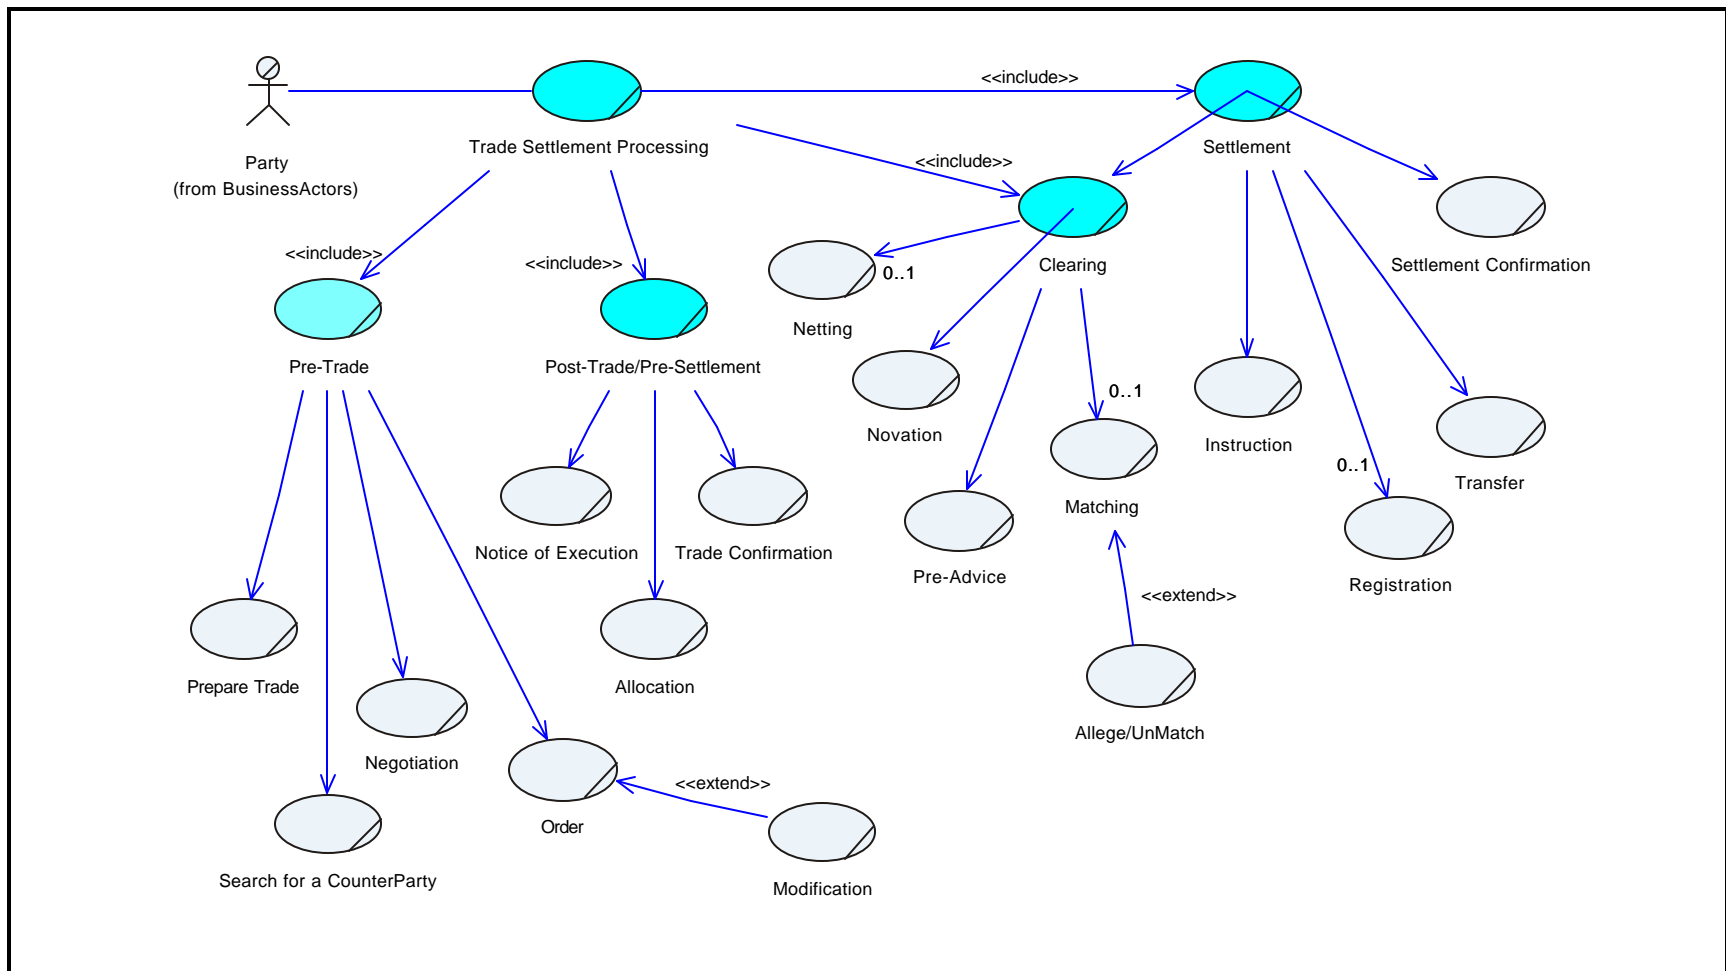 <<include>>
Party
(from BusinessActors)
Trade Settlement Processing
Settlement
<<include>>
<<include>>
<<include>>
Clearing
Settlement Confirmation
0..1
Netting
Pre-Trade
Post-Trade/Pre-Settlement
0..1
Novation
Instruction
0..1
Transfer
Matching
Notice of Execution
Trade Confirmation
Pre-Advice
Registration
<<extend>>
Prepare Trade
Allocation
Allege/UnMatch
Negotiation
<<extend>>
Order
Search for a CounterParty
Modification